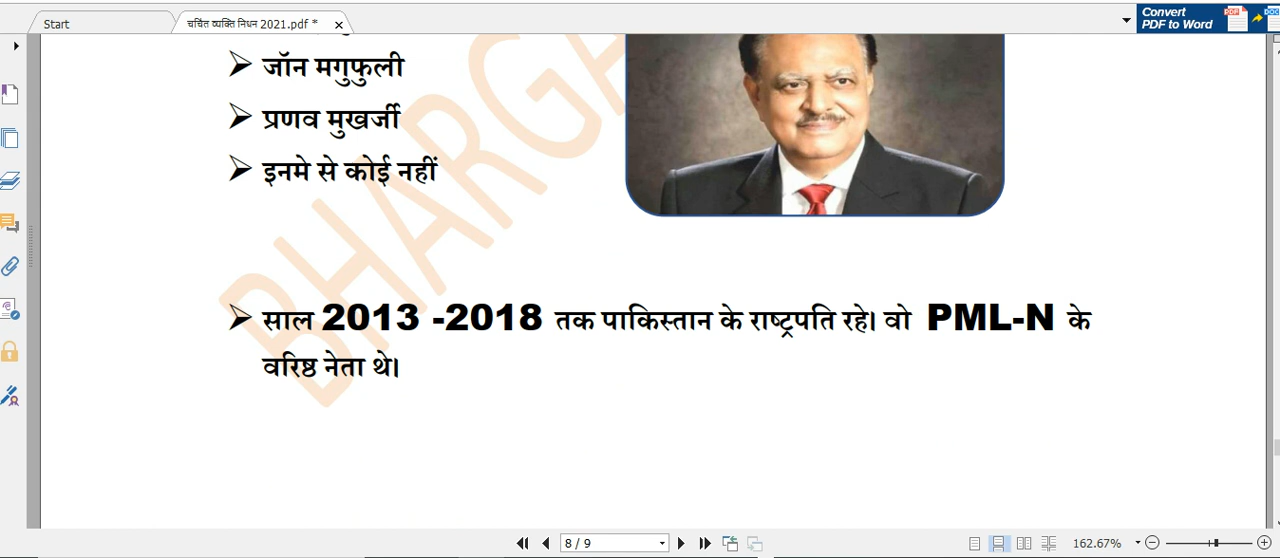 Start
चर्चित व्यक्ति निधन 2021.pdf *
Convert
PDF to Word
जॉन मगुफुली
प्रणव मुखर्जी
इनमे से कोई नहीं
BHARGA
साल 2013 -2018 तक पाकिस्तान के राष्ट्रपति रहे। वो PML-N के
वरिष्ठ नेता थे।
8 / 9
162.67%